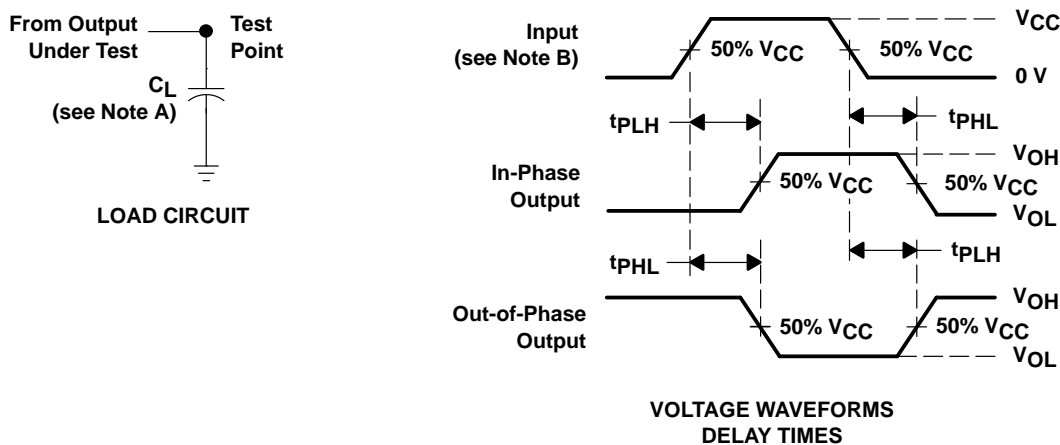 From Output
Under Test
Test
Point
CL
(see Note A)
LOAD CIRCUIT
Input
(see Note B)
50% VCC
50% VCC
VCC
0 V
tPLH
tPHL
In-Phase
Output
50% VCC
50% VCC
VOH
VOL
tPHL
tPLH
Out-of-Phase
Output
50% VCC
50% VCC
VOH
VOL
VOLTAGE WAVEFORMS
DELAY TIMES